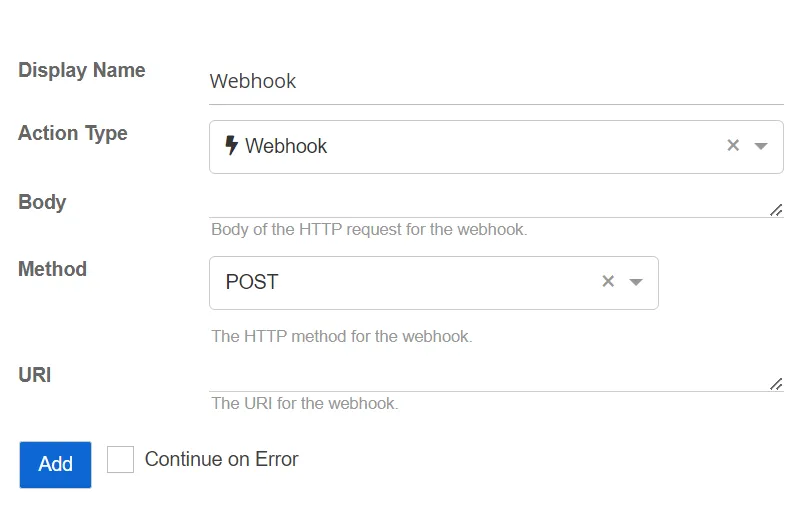 Display Name
Webhook
Action Type
Webhook
Body
Body of the HTTP request for the webhook.
Method
POST
The HTTP method for the webhook.
URI
The URI for the webhook.
Add
Continue on Error